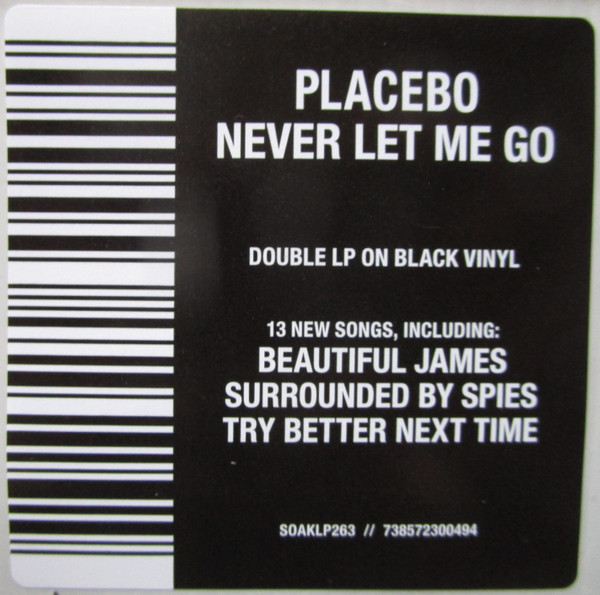 PLACEBO
NEVER LET ME GO
DOUBLE LP ON BLACK VINYL
13 NEW SONGS, INCLUDING:
BEAUTIFUL JAMES
SURROUNDED BY SPIES
TRY BETTER NEXT TIME
SOAKLP263 // 738572300494